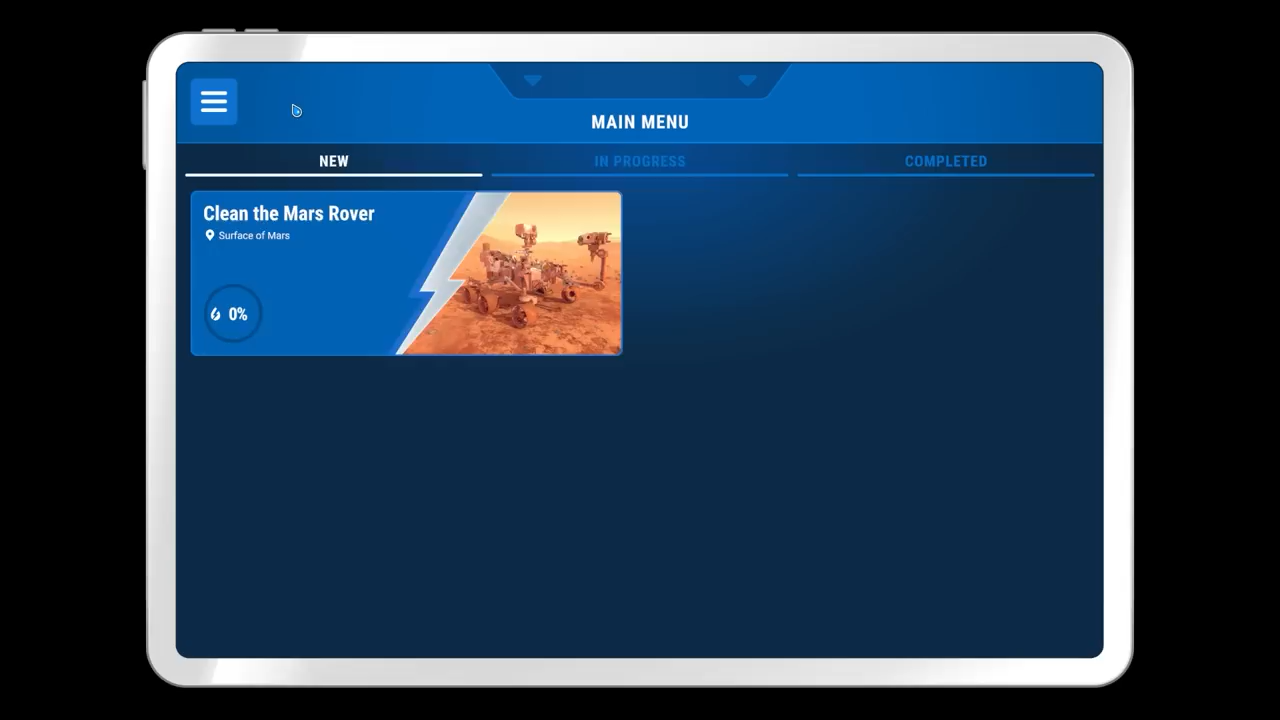 MAIN MENU
NEW
IN PROGRESS
COMPLETED
Clean the Mars Rover
Surface of Mars
0%